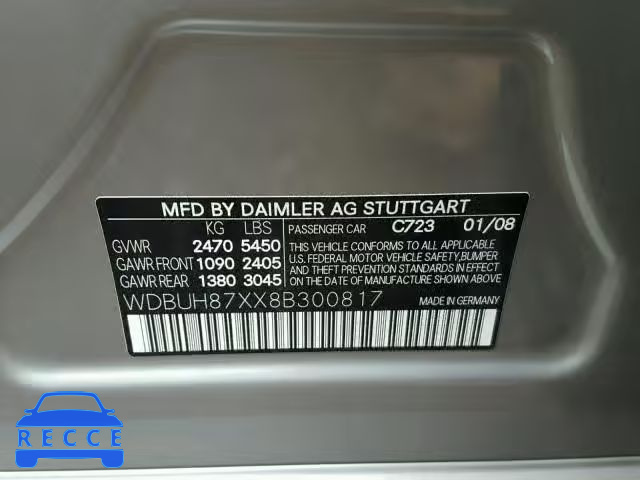 MFD BY DAIMLER AG STUTTGART
KG LBS PASSENGER CAR C723 01/08
GVWR 2470 5450
GAWR FRONT 1090 2405
GAWR REAR 1380 3045
THIS VEHICLE CONFORMS TO ALL APPLICABLE
U.S. FEDERAL MOTOR VEHICLE SAFETY,BUMPER
AND THEFT PREVENTION STANDARDS IN EFFECT
ON THE DATE OF MANUFACTURE SHOWN ABOVE
WDBUH87XX8B300817 MADE IN GERMANY
RECCE